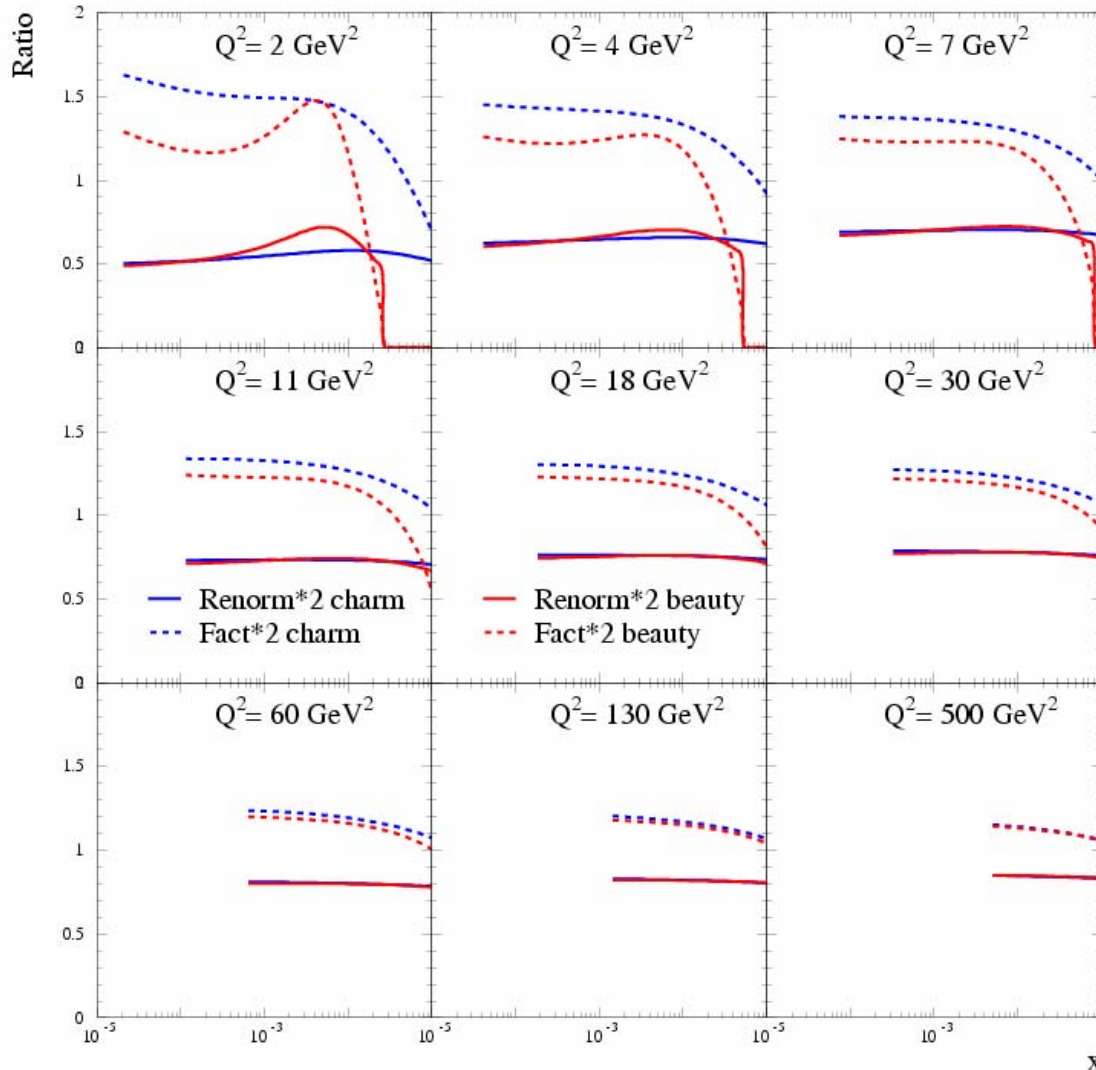 Ratio
2
Q²= 2 GeV²
Q²= 4 GeV²
Q²= 7 GeV²
1.5
1
0.5
0
Q²= 11 GeV²
Q²= 18 GeV²
Q²= 30 GeV²
1.5
1
0.5
Renorm*2 charm
Renorm*2 beauty
Fact*2 charm
Fact*2 beauty
0
Q²= 60 GeV²
Q²= 130 GeV²
Q²= 500 GeV²
1.5
1
0.5
0
10⁻⁵ 10⁻³ 10⁻⁵ 10⁻³ 10⁻⁵ 10⁻³
x